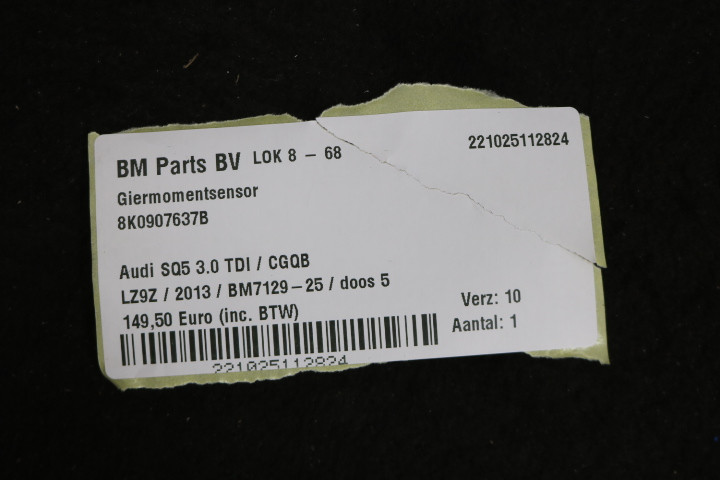 BM Parts BV LOK 8 - 68 221025112824
Giermomentsensor
8K0907637B
Audi SQ5 3.0 TDI / CGQB
LZ9Z / 2013 / BM7129-25 / doos 5
149,50 Euro (inc. BTW)
Verz: 10
Aantal: 1
221025112824